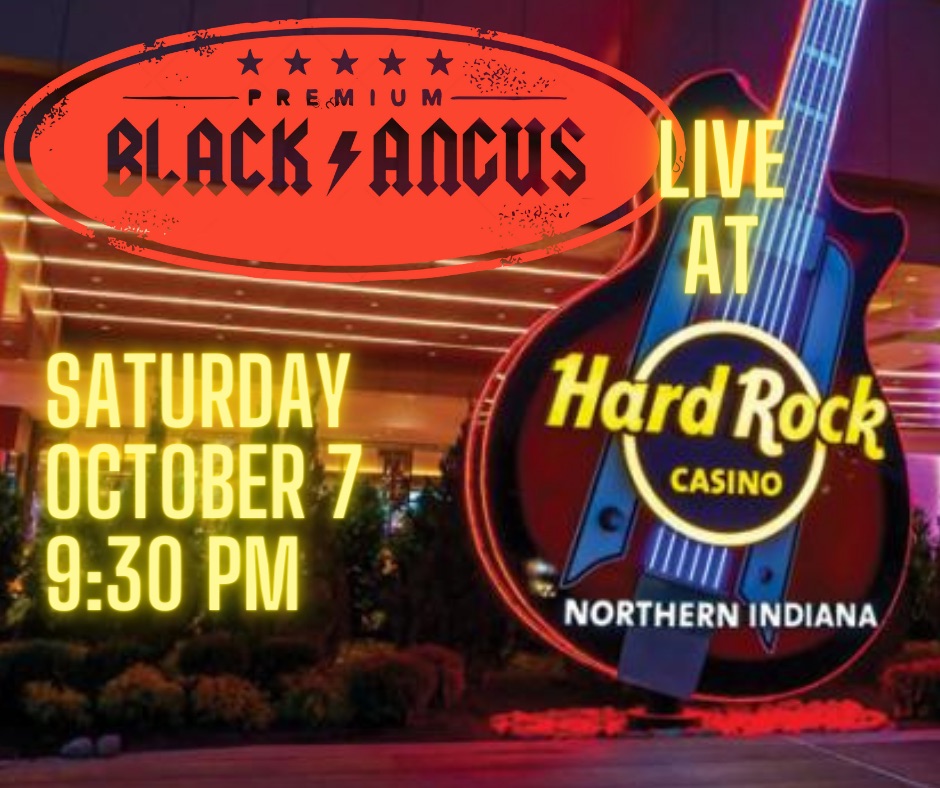 ★ ★ ★ ★ ★
PREMIUM
BLACK⚡ANGUS
LIVE
AT
SATURDAY
OCTOBER 7
9:30 PM
Hard Rock
CASINO
NORTHERN INDIANA